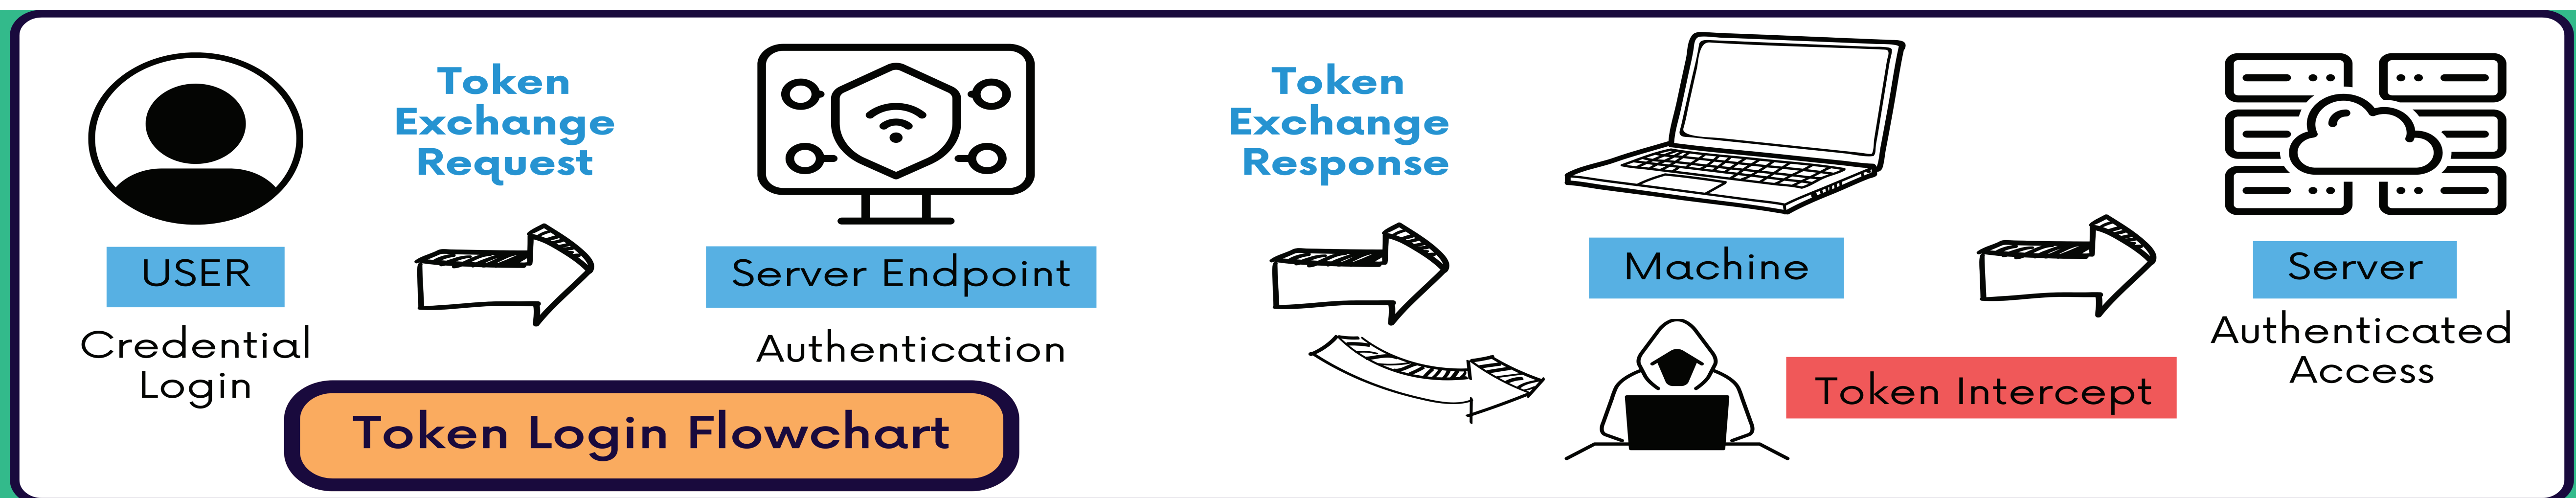 Token
Exchange
Request
Token
Exchange
Response
USER
Server Endpoint
Machine
Server
Credential
Login
Authentication
Token Intercept
Authenticated
Access
Token Login Flowchart